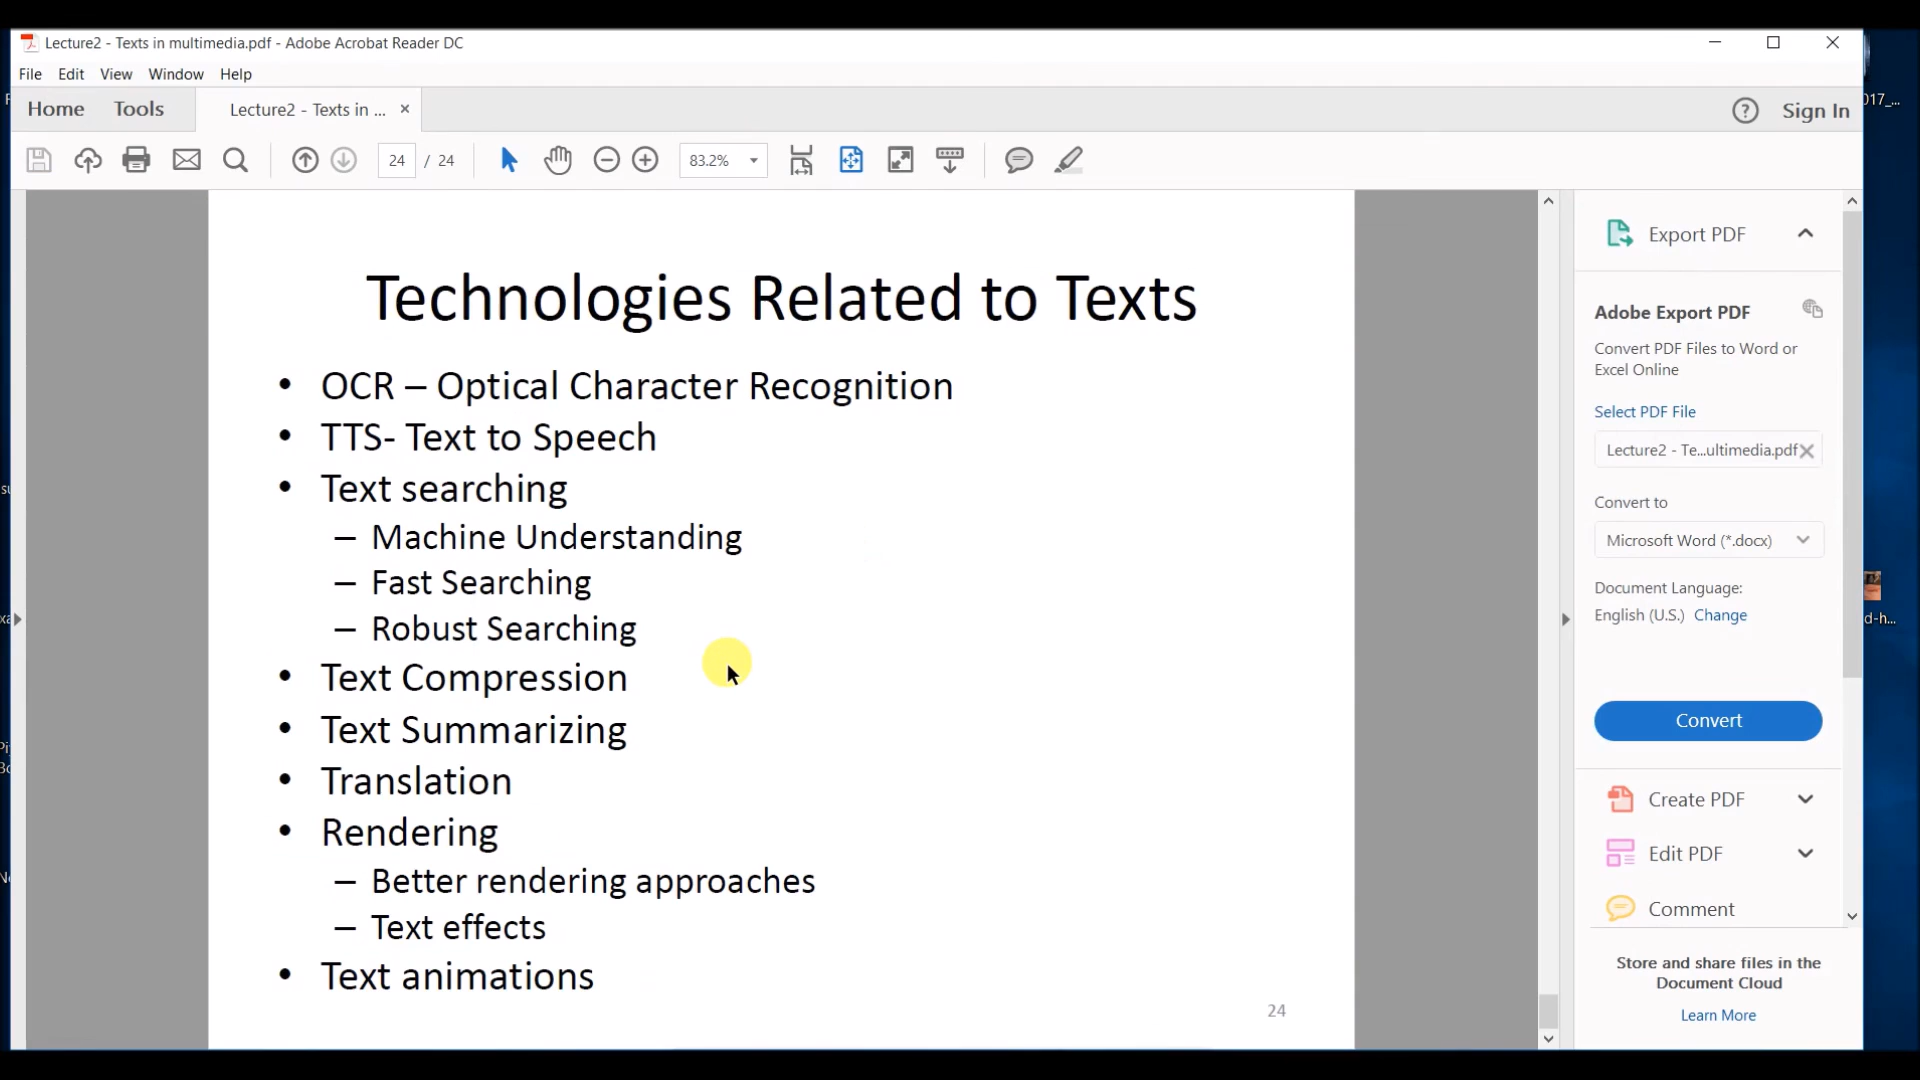 Lecture2 - Texts in multimedia.pdf - Adobe Acrobat Reader DC
File Edit View Window Help
Home Tools Lecture2 - Texts in ... × Sign In
24 / 24 83.2%
Technologies Related to Texts
• OCR – Optical Character Recognition
• TTS- Text to Speech
• Text searching
– Machine Understanding
– Fast Searching
– Robust Searching
• Text Compression
• Text Summarizing
• Translation
• Rendering
– Better rendering approaches
– Text effects
• Text animations
24
Export PDF
Adobe Export PDF
Convert PDF Files to Word or
Excel Online
Select PDF File
Lecture2 - Te...ultimedia.pdf
Convert to
Microsoft Word (*.docx)
Document Language:
English (U.S.) Change
Convert
Create PDF
Edit PDF
Comment
Store and share files in the
Document Cloud
Learn More
017_...
d-h...